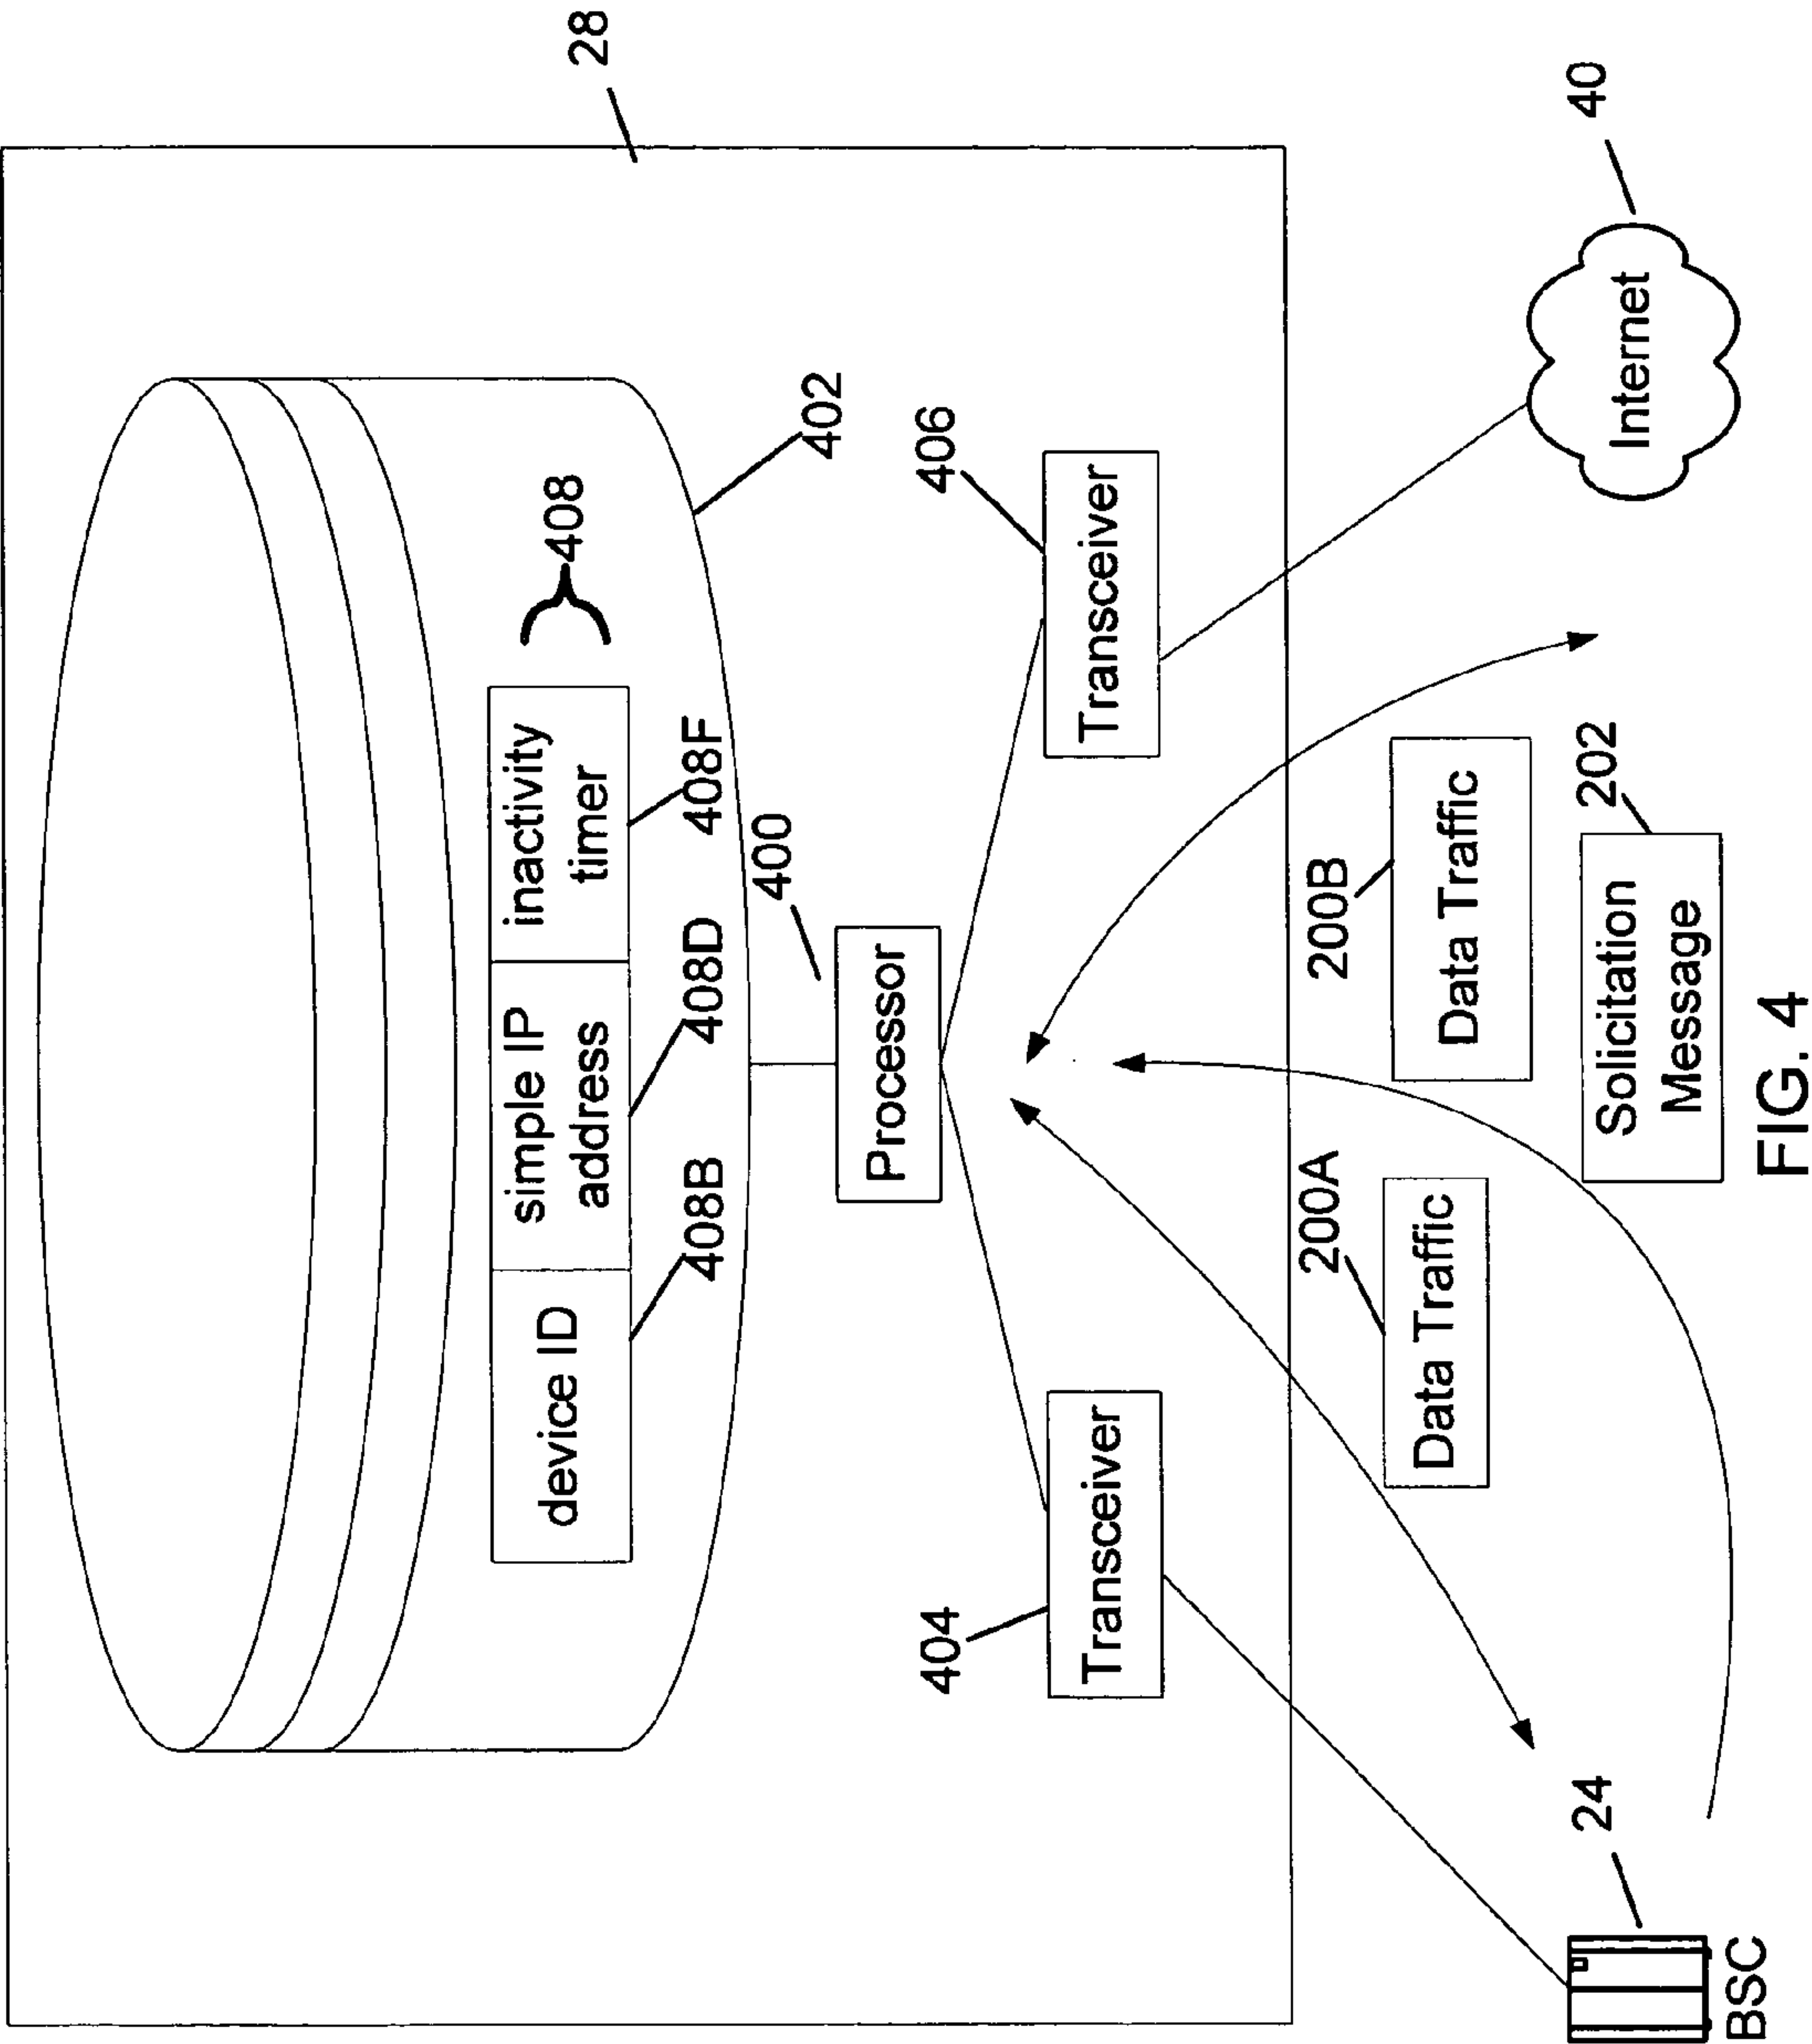 28
device ID
simple IP
address
inactivity
timer
408
408B
408D
408F
402
400
Processor
404
406
Transceiver
Transceiver
200A
200B
Data Traffic
Data Traffic
24
202
Solicitation
Message
40
Internet
BSC
FIG. 4